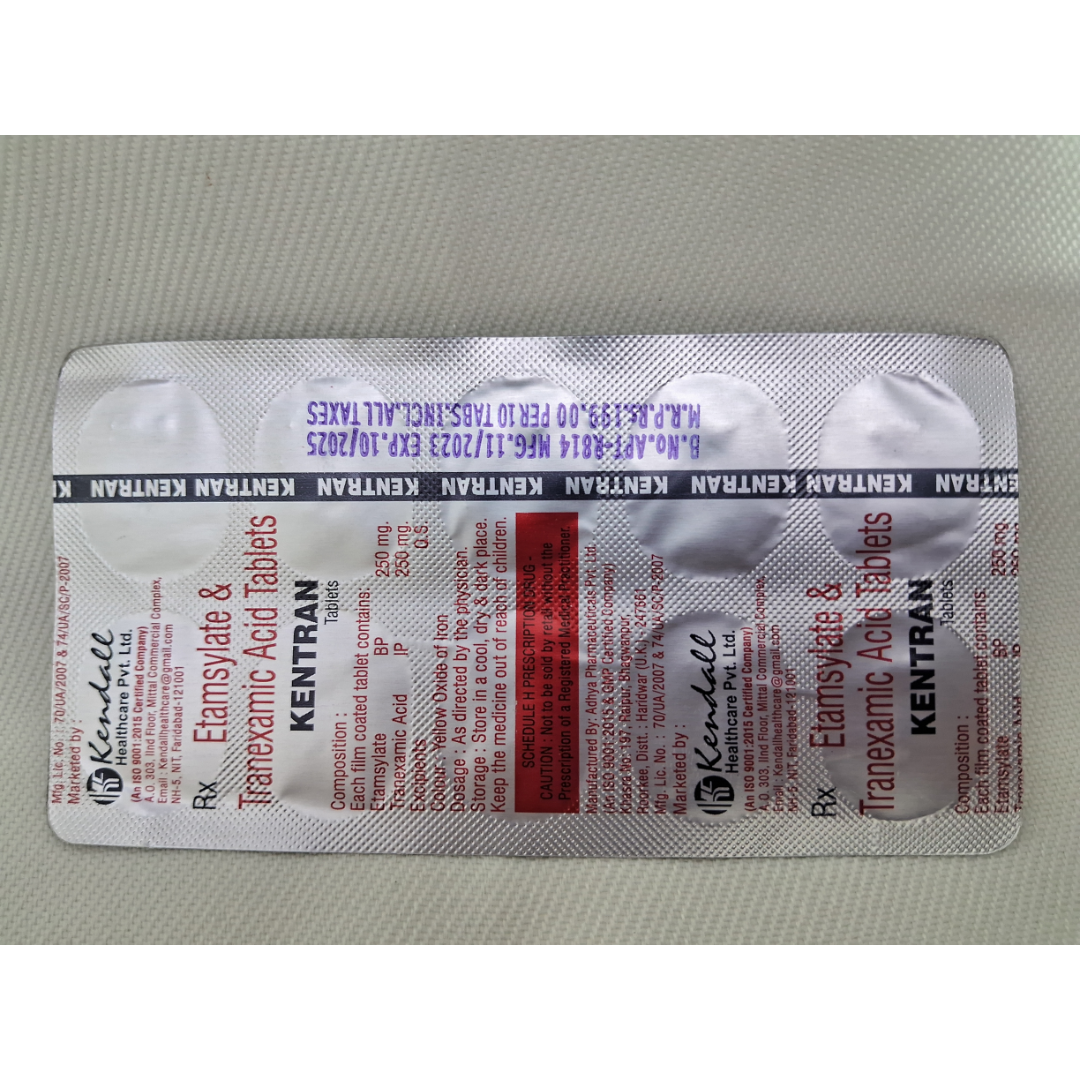 B.No.APT-R814 MFG.11/2023 EXP.10/2025
M.R.P.Rs.199.00 PER 10 TABS.INCL.ALL TAXES
KENTRAN KENTRAN KENTRAN KENTRAN KENTRAN KENTRAN KENTRAN KENTRAN KENTRAN
Mfg. Lic. No. : 70/UA/2007 & 74/UA/SC/P-2007
Marketed by :
Kendall
Healthcare Pvt. Ltd.
(An ISO 9001:2015 Certified Company)
A.O. 303, IInd Floor, Mittal Commercial Complex,
Email : Kendallhealthcare@gmail.com
NH-5, NIT, Faridabad-121001
Rx
Etamsylate &
Tranexamic Acid Tablets
KENTRAN
Tablets
Composition :
Each film coated tablet contains:
Etamsylate BP 250 mg.
Tranexamic Acid IP 250 mg.
Excipients Q.S.
Colour : Yellow Oxide of Iron
Dosage : As directed by the physician.
Storage : Store in a cool, dry & dark place.
Keep the medicine out of reach of children.
SCHEDULE H PRESCRIPTION DRUG -
CAUTION : Not to be sold by retail without the
Prescription of a Registered Medical Practitioner.
Manufactured By: Adhya Pharmaceuticals Pvt. Ltd.
(An ISO 9001:2015 & GMP Certified Company)
Khasra No. 197, Raipur, Bhagwanpur,
Roorkee, Distt. : Haridwar (U.K.) : 247661
Mfg. Lic. No. : 70/UA/2007 & 74/UA/SC/P-2007
Marketed by :
Kendall
Healthcare Pvt. Ltd.
(An ISO 9001:2015 Certified Company)
A.O. 303, IInd Floor, Mittal Commercial Complex,
Email : Kendallhealthcare@gmail.com
NH-5, NIT, Faridabad-121001
Rx
Etamsylate &
Tranexamic Acid Tablets
KENTRAN
Tablets
Composition :
Each film coated tablet contains
Etamsylate BP 250 mg